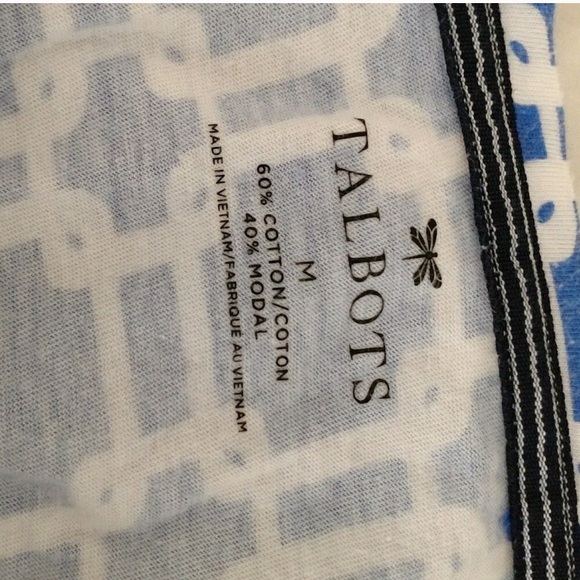 TALBOTS
M
60% COTTON/COTON
40% MODAL
MADE IN VIETNAM/FABRIQUÉ AU VIETNAM